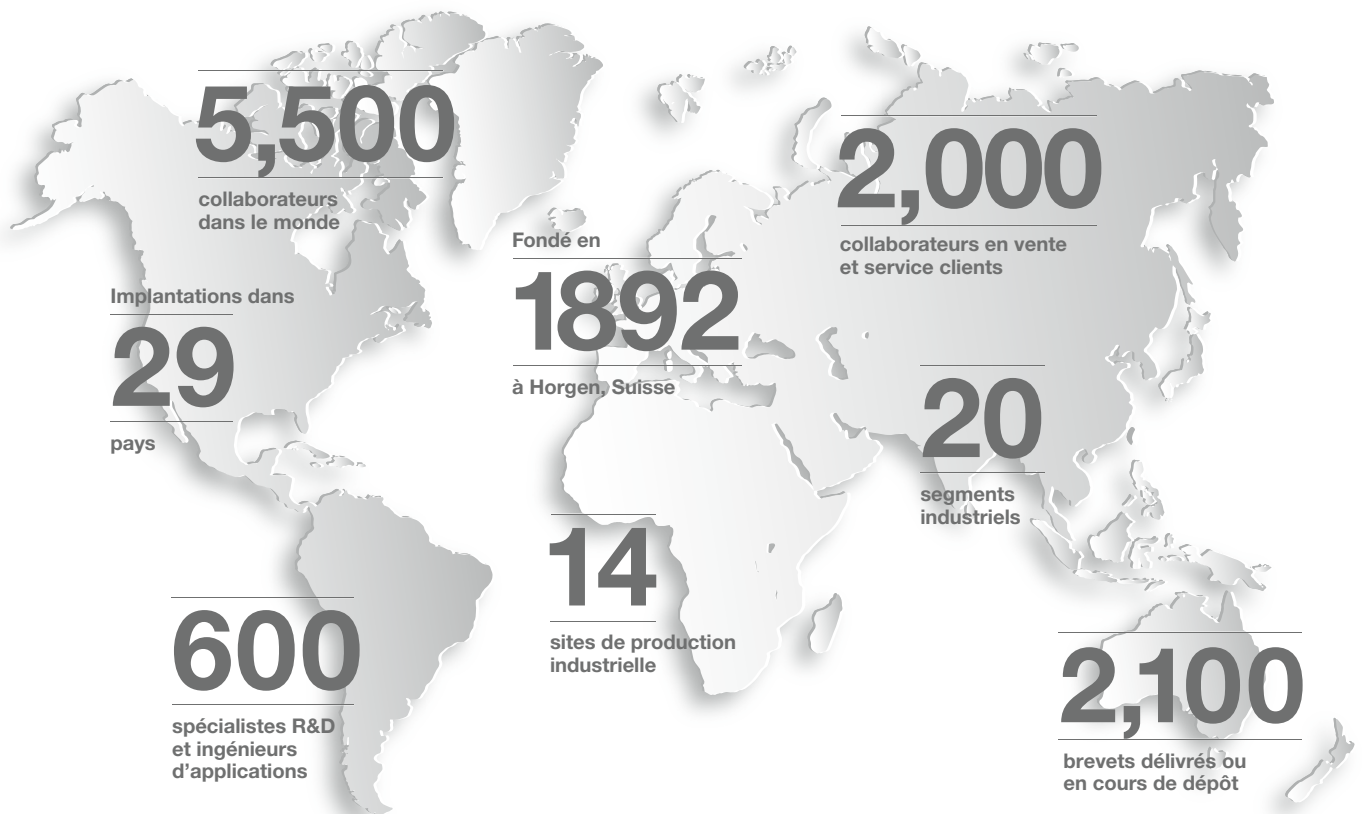 5,500
collaborateurs
dans le monde
2,000
collaborateurs en vente
et service clients
Fondé en
1892
à Horgen, Suisse
Implantations dans
29
pays
20
segments
industriels
14
sites de production
industrielle
600
spécialistes R&D
et ingénieurs
d’applications
2,100
brevets délivrés ou
en cours de dépôt